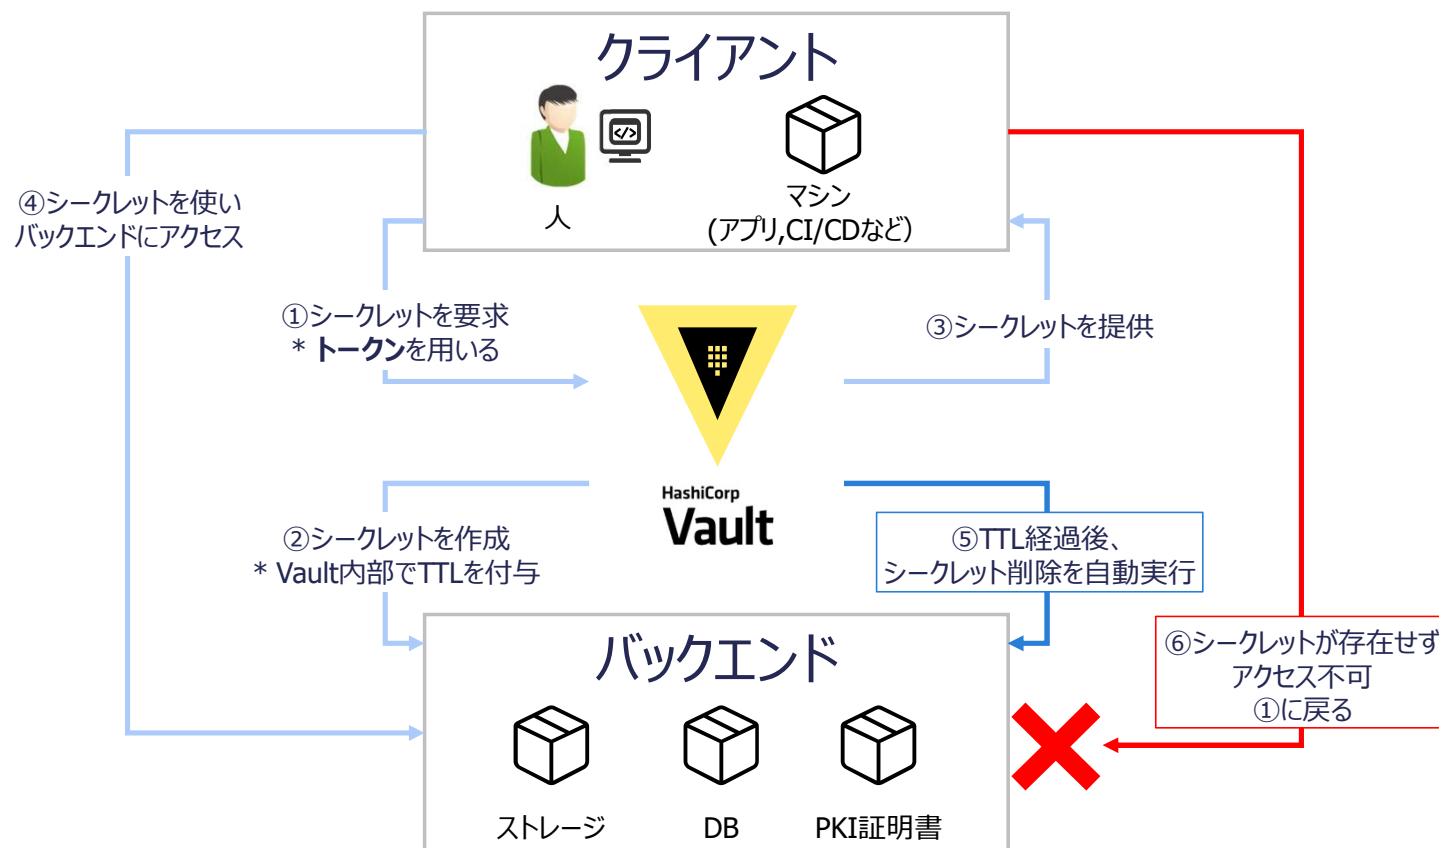 クライアント
人
マシン
(アプリ,CI/CDなど)
④シークレットを使い
バックエンドにアクセス
①シークレットを要求
* トークンを用いる
③シークレットを提供
HashiCorp
Vault
②シークレットを作成
* Vault内部でTTLを付与
⑤TTL経過後、
シークレット削除を自動実行
⑥シークレットが存在せず
アクセス不可
①に戻る
バックエンド
ストレージ
DB
PKI証明書